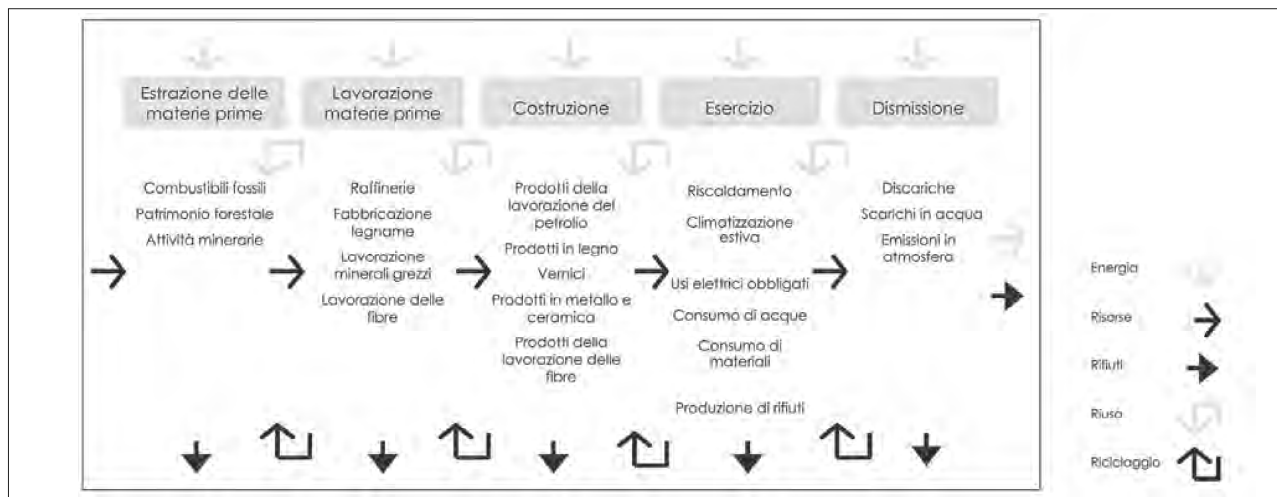 Estrazione delle
materie prime
Lavorazione
materie prime
Costruzione
Esercizio
Dismissione
Combustibili fossili
Patrimonio forestale
Attività minerarie
Raffinerie
Fabbricazione
legname
Lavorazione
minerali grezzi
Lavorazione delle
fibre
Prodotti della
lavorazione del
petrolio
Prodotti in legno
Vernici
Prodotti in metallo e
ceramica
Prodotti della
lavorazione delle
fibre
Riscaldamento
Climatizzazione
estiva
Usi elettrici obbligati
Consumo di acque
Consumo di
materiali
Produzione di rifiuti
Discariche
Scarichi in acqua
Emissioni in
atmosfera
Energia
Risorse
Rifiuti
Riuso
Riciclaggio